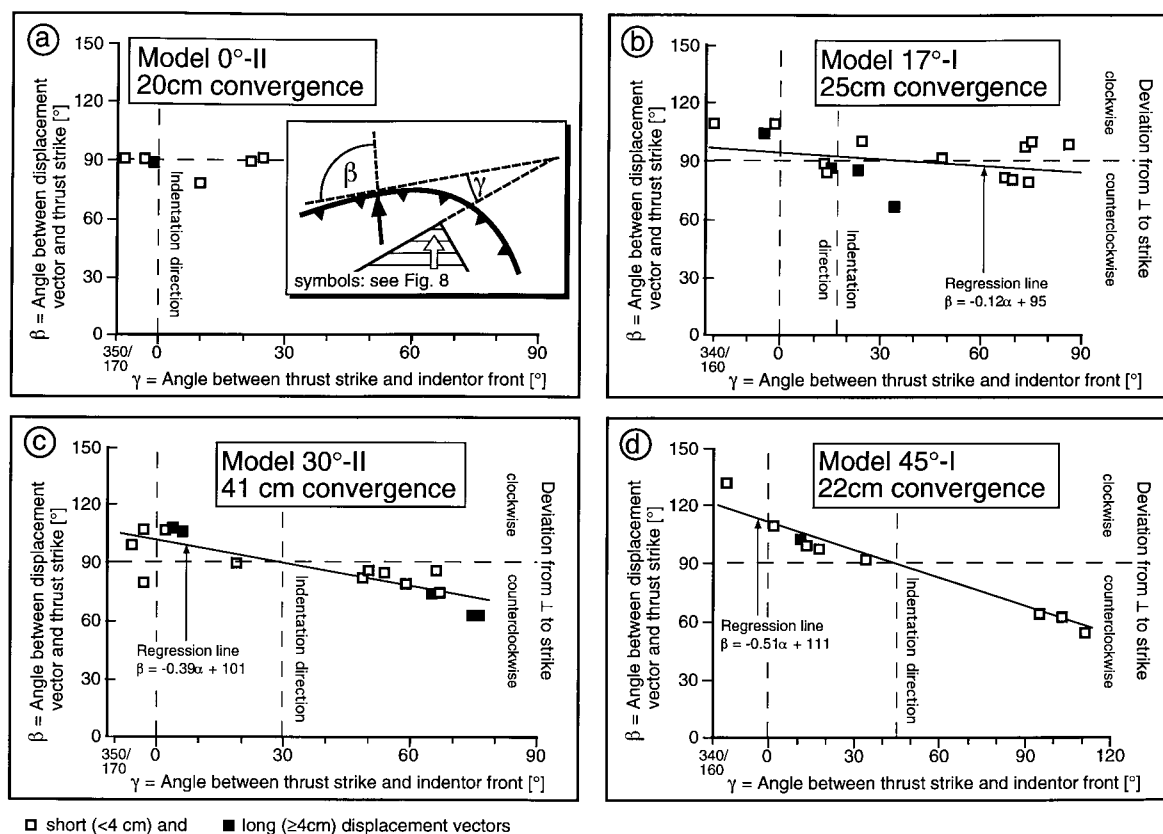 a
Model 0°-II
20cm convergence
β = Angle between displacement
vector and thrust strike [°]
150
120
90
60
30
0
Indentation direction
β
γ
symbols: see Fig. 8
350/
170
0
30
60
90
γ = Angle between thrust strike and indentor front [°]
b
Model 17°-I
25cm convergence
β = Angle between displacement
vector and thrust strike [°]
150
120
90
60
30
0
clockwise
counterclockwise
Deviation from ⊥ to strike
Indentation
direction
Regression line
β = -0.12α + 95
340/
160
0
30
60
90
γ = Angle between thrust strike and indentor front [°]
c
Model 30°-II
41 cm convergence
β = Angle between displacement
vector and thrust strike [°]
150
120
90
60
30
0
clockwise
counterclockwise
Deviation from ⊥ to strike
Indentation direction
Regression line
β = -0.39α + 101
350/
170
0
30
60
90
γ = Angle between thrust strike and indentor front [°]
d
Model 45°-I
22cm convergence
β = Angle between displacement
vector and thrust strike [°]
150
120
90
60
30
0
clockwise
counterclockwise
Deviation from ⊥ to strike
Indentation direction
Regression line
β = -0.51α + 111
340/
160
0
30
60
90
120
γ = Angle between thrust strike and indentor front [°]
short (<4 cm) and long (≥4cm) displacement vectors